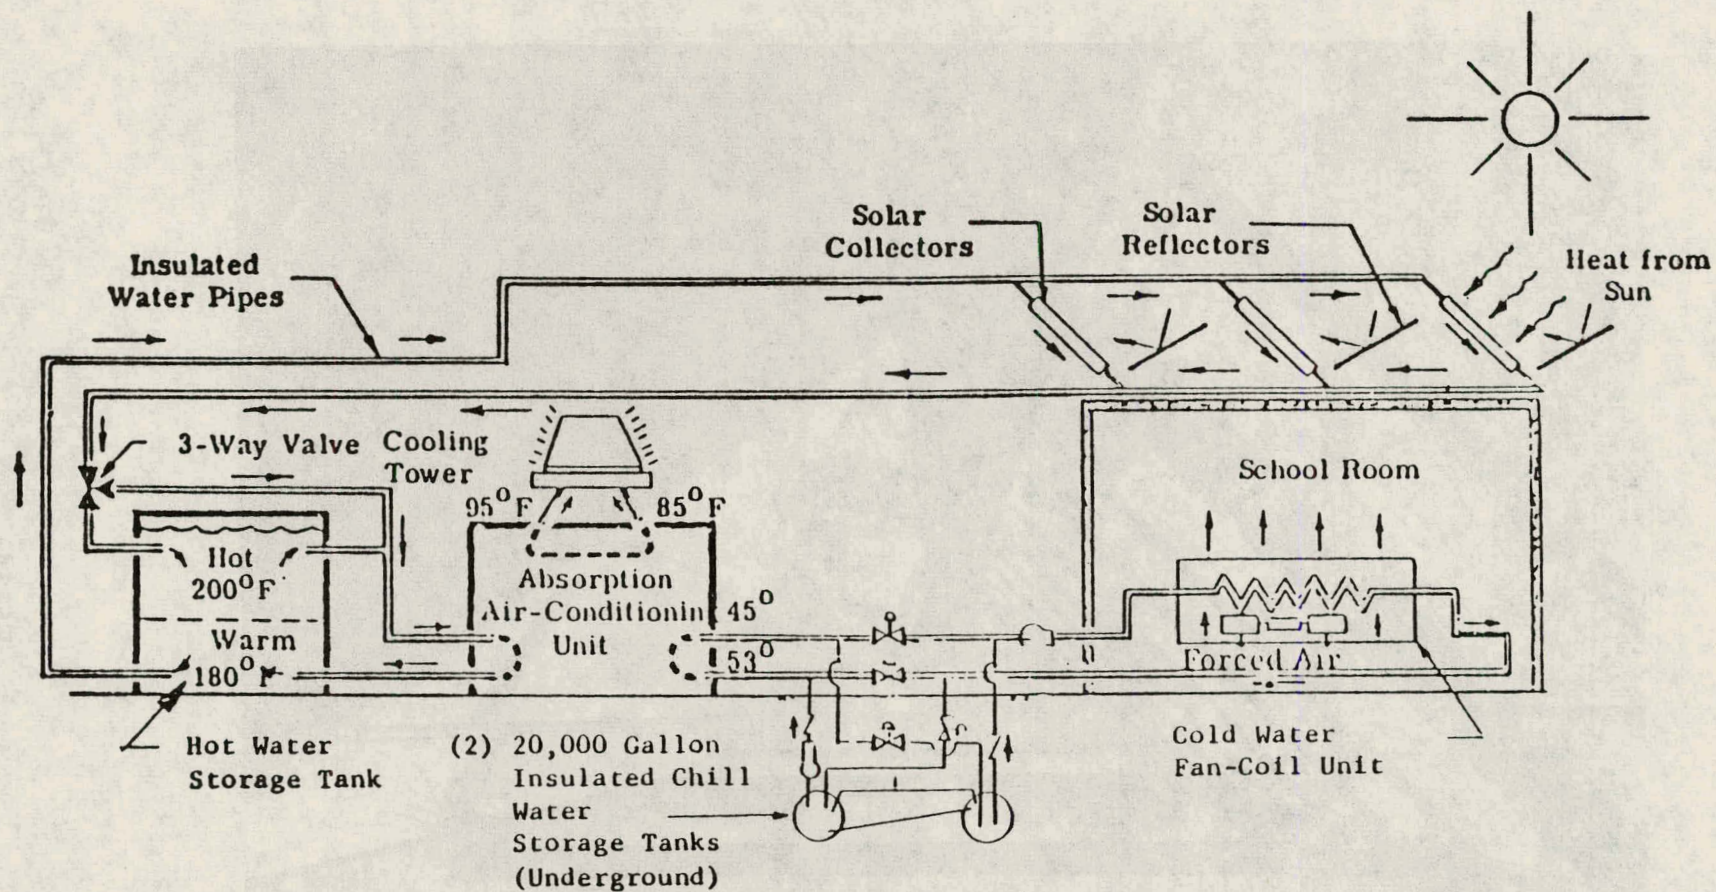 Solar
Collectors
Solar
Reflectors
Heat from
Sun
Insulated
Water Pipes
3-Way Valve
Cooling
Tower
95°F
85°F
School Room
Hot
200°F
Warm
180°F
Absorption
Air-Conditionin
Unit
45°
53°
Forced Air
Hot Water
Storage Tank
(2) 20,000 Gallon
Insulated Chill
Water
Storage Tanks
(Underground)
Cold Water
Fan-Coil Unit